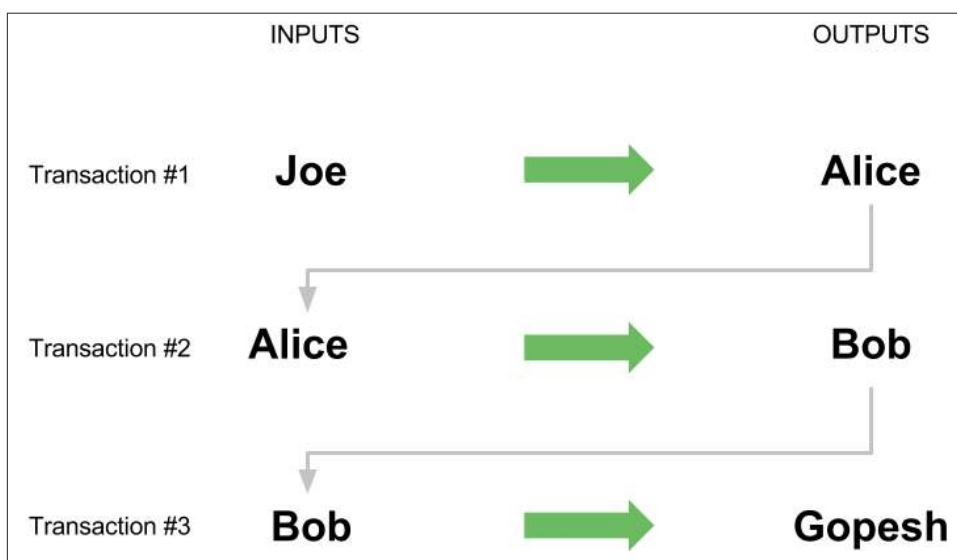 INPUTS OUTPUTS
Transaction #1 Joe Alice
Transaction #2 Alice Bob
Transaction #3 Bob Gopesh